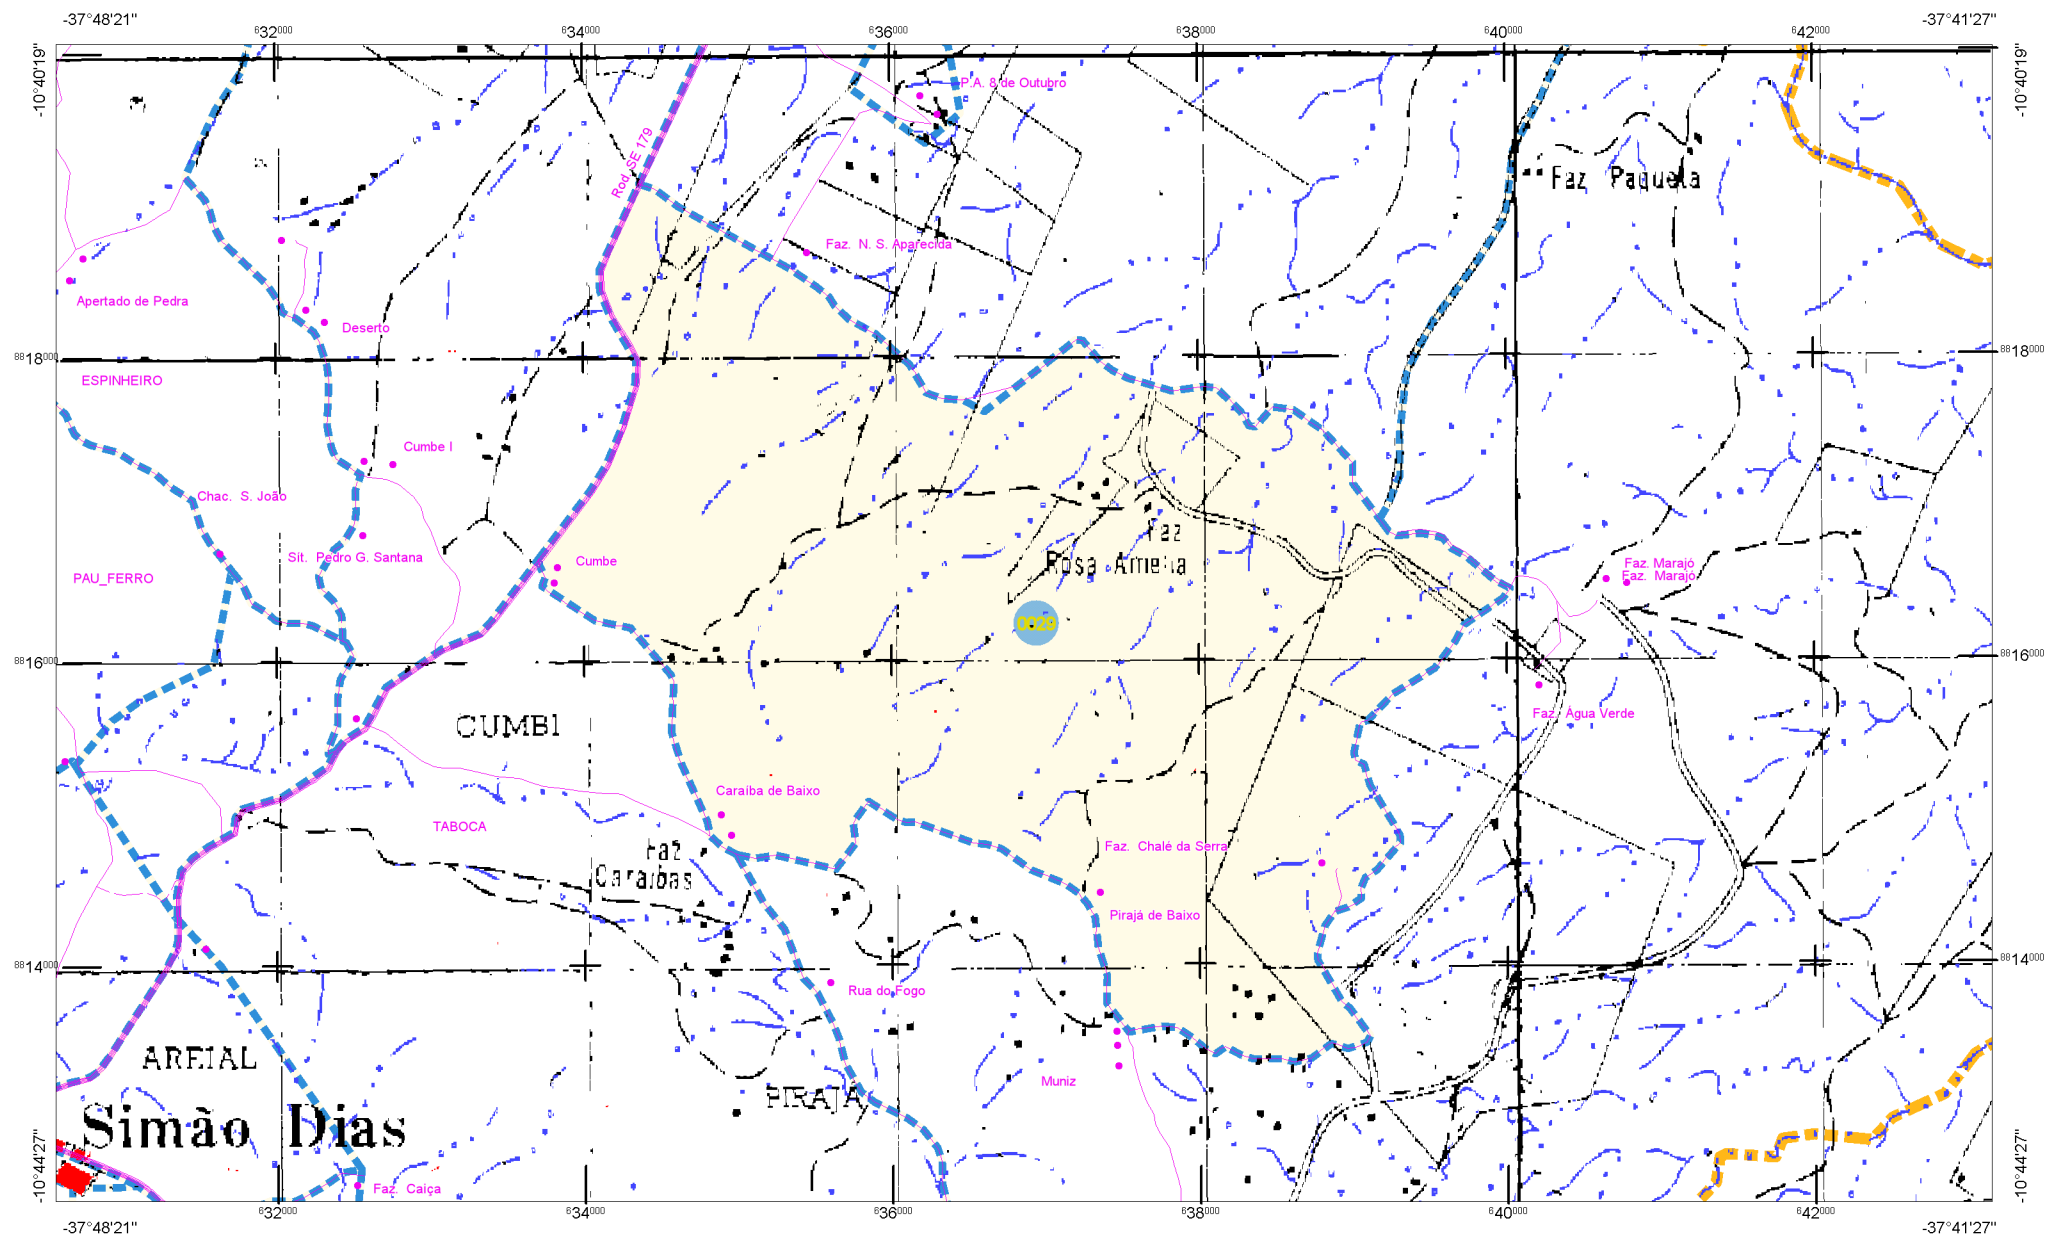 -37°48'21"
-37°41'27"
632000
634000
636000
638000
640000
642000
-10°40'19"
-10°40'19"
P.A. 8 de Outubro
Rod. SE 179
Faz Paqueta
Faz. N. S. Aparecida
Apertado de Pedra
Deserto
8818000
8818000
ESPINHEIRO
Cumbe I
Chac. S. João
Faz
Sit. Pedro G. Santana
Cumbe
Rosa Amelia
Faz. Marajó
Faz. Marajó
PAU_FERRO
0029
8816000
8816000
CUMBI
Faz. Água Verde
Caraíba de Baixo
TABOCA
Faz. Chalé da Serra
Faz
Caraibas
Pirajá de Baixo
8814000
8814000
Rua do Fogo
AREIAL
Muniz
PIRAJA
Simão Dias
-10°44'27"
-10°44'27"
Faz. Caiça
632000
634000
636000
638000
640000
642000
-37°48'21"
-37°41'27"